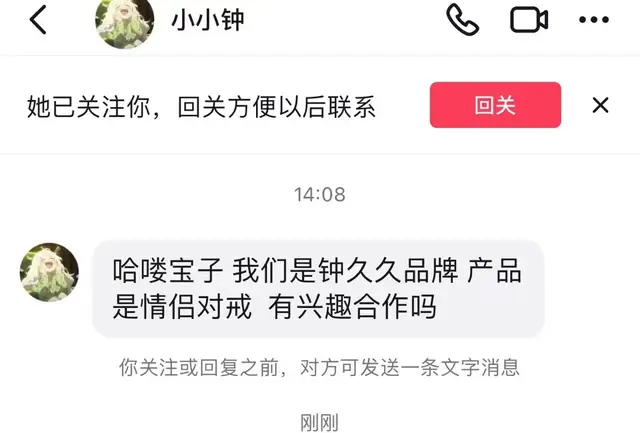 小小钟
她已关注你，回关方便以后联系
回关
14:08
哈喽宝子 我们是钟久久品牌 产品
是情侣对戒 有兴趣合作吗
你关注或回复之前，对方可发送一条文字消息
刚刚